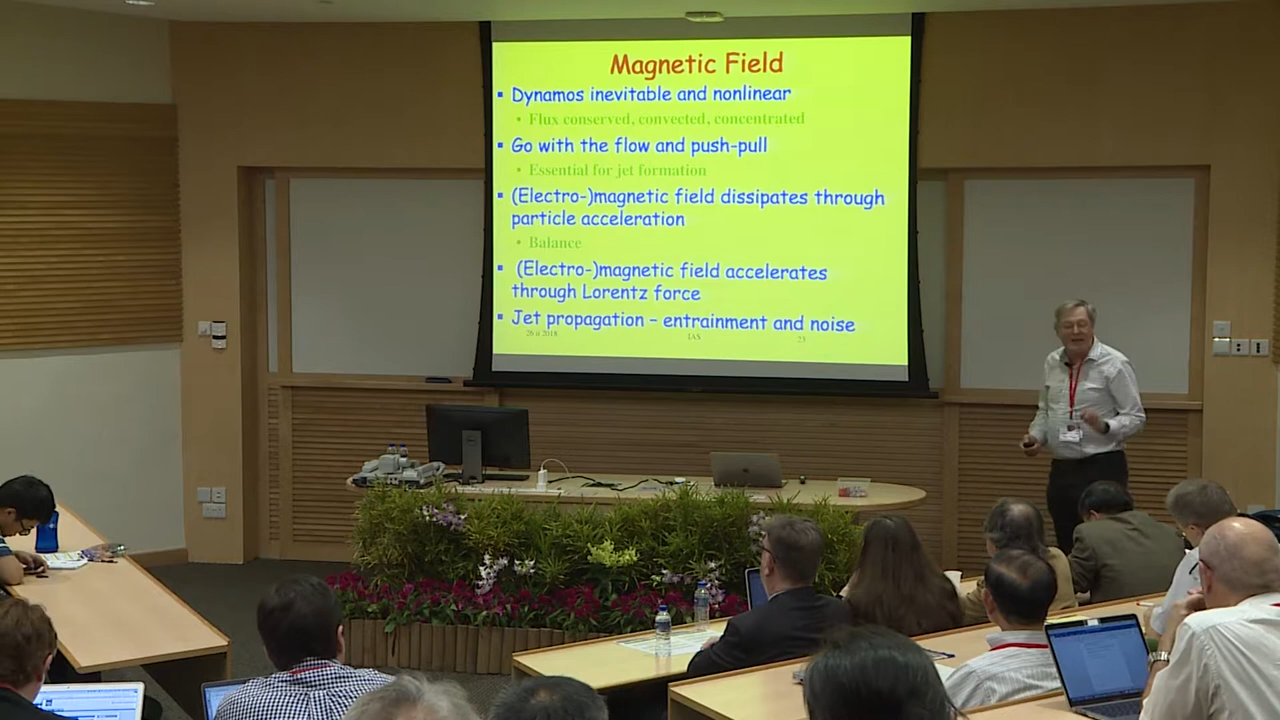 Magnetic Field
Dynamos inevitable and nonlinear
Flux conserved, convected, concentrated
Go with the flow and push-pull
Essential for jet formation
(Electro-)magnetic field dissipates through
particle acceleration
Balance
(Electro-)magnetic field accelerates
through Lorentz force
Jet propagation – entrainment and noise
IAS
23